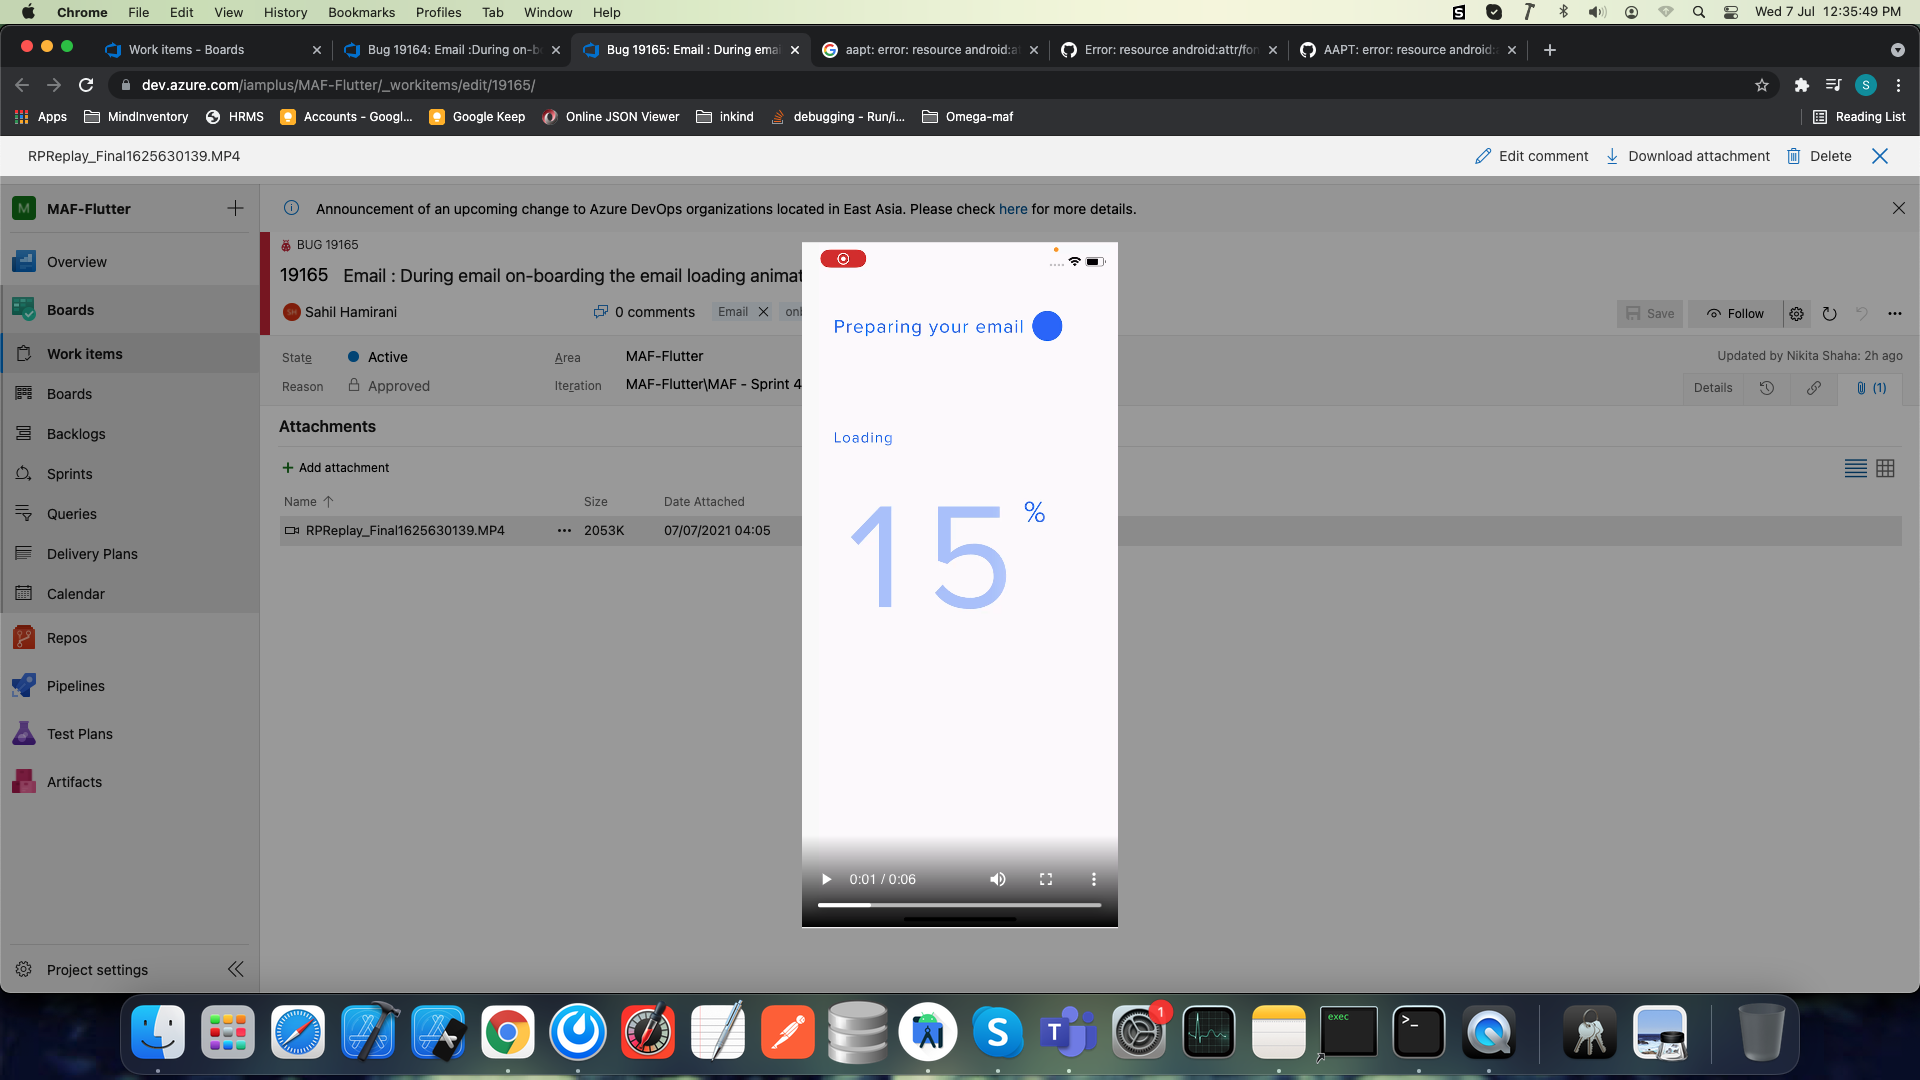 Chrome File Edit View History Bookmarks Profiles Tab Window Help Wed 7 Jul 12:35:49 PM
Work items - Boards
Bug 19164: Email :During on-b
Bug 19165: Email : During emai
aapt: error: resource android:at
Error: resource android:attr/fon
AAPT: error: resource android:
dev.azure.com/iamplus/MAF-Flutter/_workitems/edit/19165/
S
Apps MindInventory HRMS Accounts - Googl... Google Keep Online JSON Viewer inkind debugging - Run/i... Omega-maf Reading List
RPReplay_Final1625630139.MP4 Edit comment Download attachment Delete
M MAF-Flutter
Overview
Boards
Work items
Boards
Backlogs
Sprints
Queries
Delivery Plans
Calendar
Repos
Pipelines
Test Plans
Artifacts
Project settings
Announcement of an upcoming change to Azure DevOps organizations located in East Asia. Please check here for more details.
BUG 19165
19165 Email : During email on-boarding the email loading animat
SH Sahil Hamirani 0 comments Email onl
Save Follow
State Active Area MAF-Flutter
Reason Approved Iteration MAF-Flutter\MAF - Sprint 4
Updated by Nikita Shaha: 2h ago
Details (1)
Attachments
Add attachment
Name Size Date Attached
RPReplay_Final1625630139.MP4 2053K 07/07/2021 04:05
Preparing your email
Loading
15 %
0:01 / 0:06
1
exec
>_
S
T